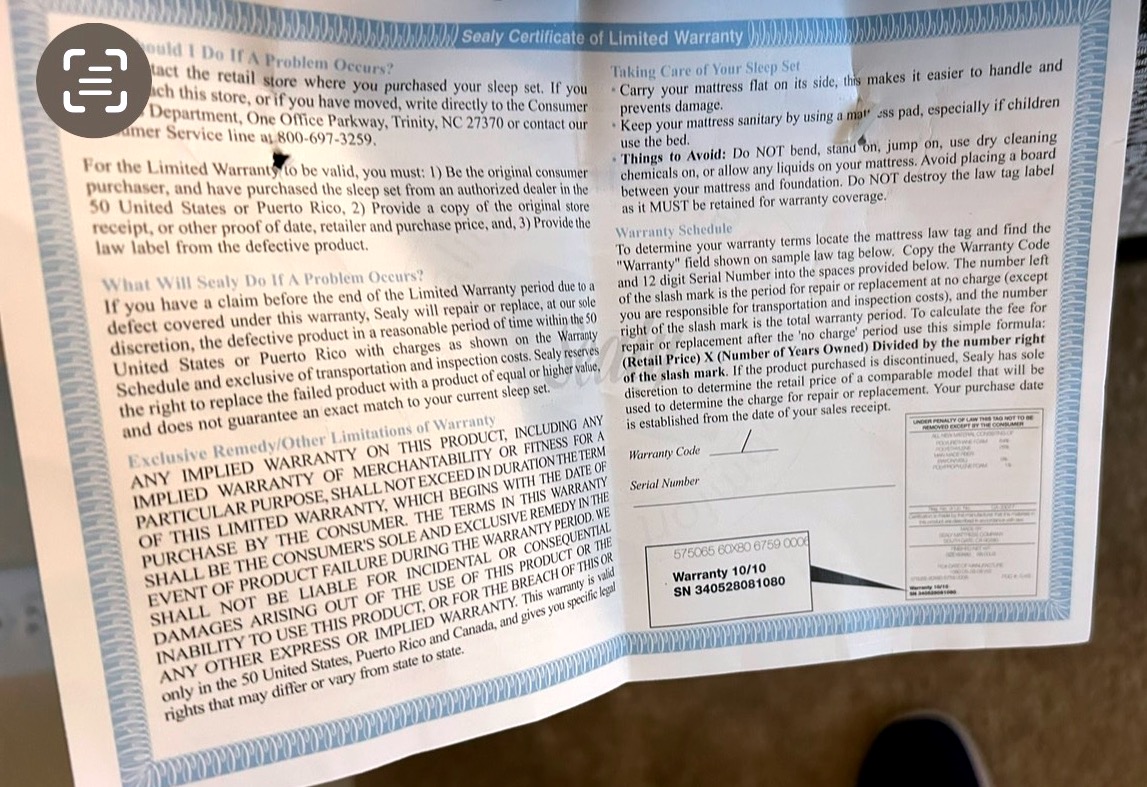 Sealy Certificate of Limited Warranty
I Do If A Problem Occurs?
the retail store where you purchased your sleep set. If you
this store, or if you have moved, write directly to the Consumer
Department, One Office Parkway, Trinity, NC 27370 or contact our
Service line at 800-697-3259.
For the Limited Warranty to be valid, you must: 1) Be the original consumer
purchaser, and have purchased the sleep set from an authorized dealer in the
50 United States or Puerto Rico, 2) Provide a copy of the original store
receipt, or other proof of date, retailer and purchase price, and, 3) Provide the
law label from the defective product.
What Will Sealy Do If A Problem Occurs?
If you have a claim before the end of the Limited Warranty period due to a
defect covered under this warranty, Sealy will repair or replace, at our sole
discretion, the defective product in a reasonable period of time within the 50
United States or Puerto Rico with charges as shown on the Warranty
Schedule and exclusive of transportation and inspection costs. Sealy reserves
the right to replace the failed product with a product of equal or higher value,
and does not guarantee an exact match to your current sleep set.
Exclusive Remedy/Other Limitations of Warranty
ANY IMPLIED WARRANTY ON THIS PRODUCT, INCLUDING ANY
IMPLIED WARRANTY OF MERCHANTABILITY OR FITNESS FOR A
PARTICULAR PURPOSE, SHALL NOT EXCEED IN DURATION THE TERM
OF THIS LIMITED WARRANTY, WHICH BEGINS WITH THE DATE OF
PURCHASE BY THE CONSUMER. THE TERMS IN THIS WARRANTY
SHALL BE THE CONSUMER'S SOLE AND EXCLUSIVE REMEDY IN THE
EVENT OF PRODUCT FAILURE DURING THE WARRANTY PERIOD. WE
SHALL NOT BE LIABLE FOR INCIDENTAL OR CONSEQUENTIAL
DAMAGES ARISING OUT OF THE USE OF THIS PRODUCT OR THE
INABILITY TO USE THIS PRODUCT, OR FOR THE BREACH OF THIS OR
ANY OTHER EXPRESS OR IMPLIED WARRANTY. This warranty is valid
only in the 50 United States, Puerto Rico and Canada, and gives you specific legal
rights that may differ or vary from state to state.
Taking Care of Your Sleep Set
• Carry your mattress flat on its side, this makes it easier to handle and
prevents damage.
• Keep your mattress sanitary by using a pad, especially if children
use the bed.
• Things to Avoid: Do NOT bend, stand on, jump on, use dry cleaning
chemicals on, or allow any liquids on your mattress. Avoid placing a board
between your mattress and foundation. Do NOT destroy the law tag label
as it MUST be retained for warranty coverage.
Warranty Schedule
To determine your warranty terms locate the mattress law tag and find the
"Warranty" field shown on sample law tag below. Copy the Warranty Code
and 12 digit Serial Number into the spaces provided below. The number left
of the slash mark is the period for repair or replacement at no charge (except
you are responsible for transportation and inspection costs), and the number
right of the slash mark is the total warranty period. To calculate the fee for
repair or replacement after the 'no charge' period use this simple formula:
(Retail Price) X (Number of Years Owned) Divided by the number right
of the slash mark. If the product purchased is discontinued, Sealy has sole
discretion to determine the retail price of a comparable model that will be
used to determine the charge for repair or replacement. Your purchase date
is established from the date of your sales receipt.
Warranty Code /
Serial Number
575065 60X80 6759 0006
Warranty 10/10
SN 340528081080
UNDER PENALTY OF LAW THIS TAG NOT TO BE
REMOVED EXCEPT BY THE CONSUMER
Warranty 10/10
SN 340528081080